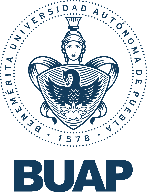 BENEMÉRITA UNIVERSIDAD AUTÓNOMA DE PUEBLA
1578
BUAP